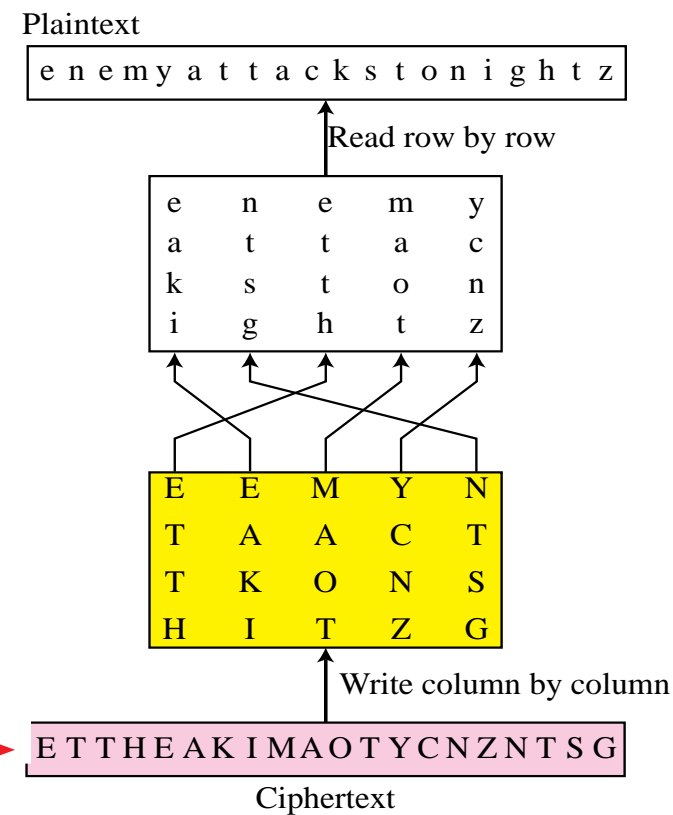 Plaintext
e n e m y a t t a c k s t o n i g h t z
Read row by row
e n e m y
a t t a c
k s t o n
i g h t z
E E M Y N
T A A C T
T K O N S
H I T Z G
Write column by column
E T T H E A K I M A O T Y C N Z N T S G
Ciphertext